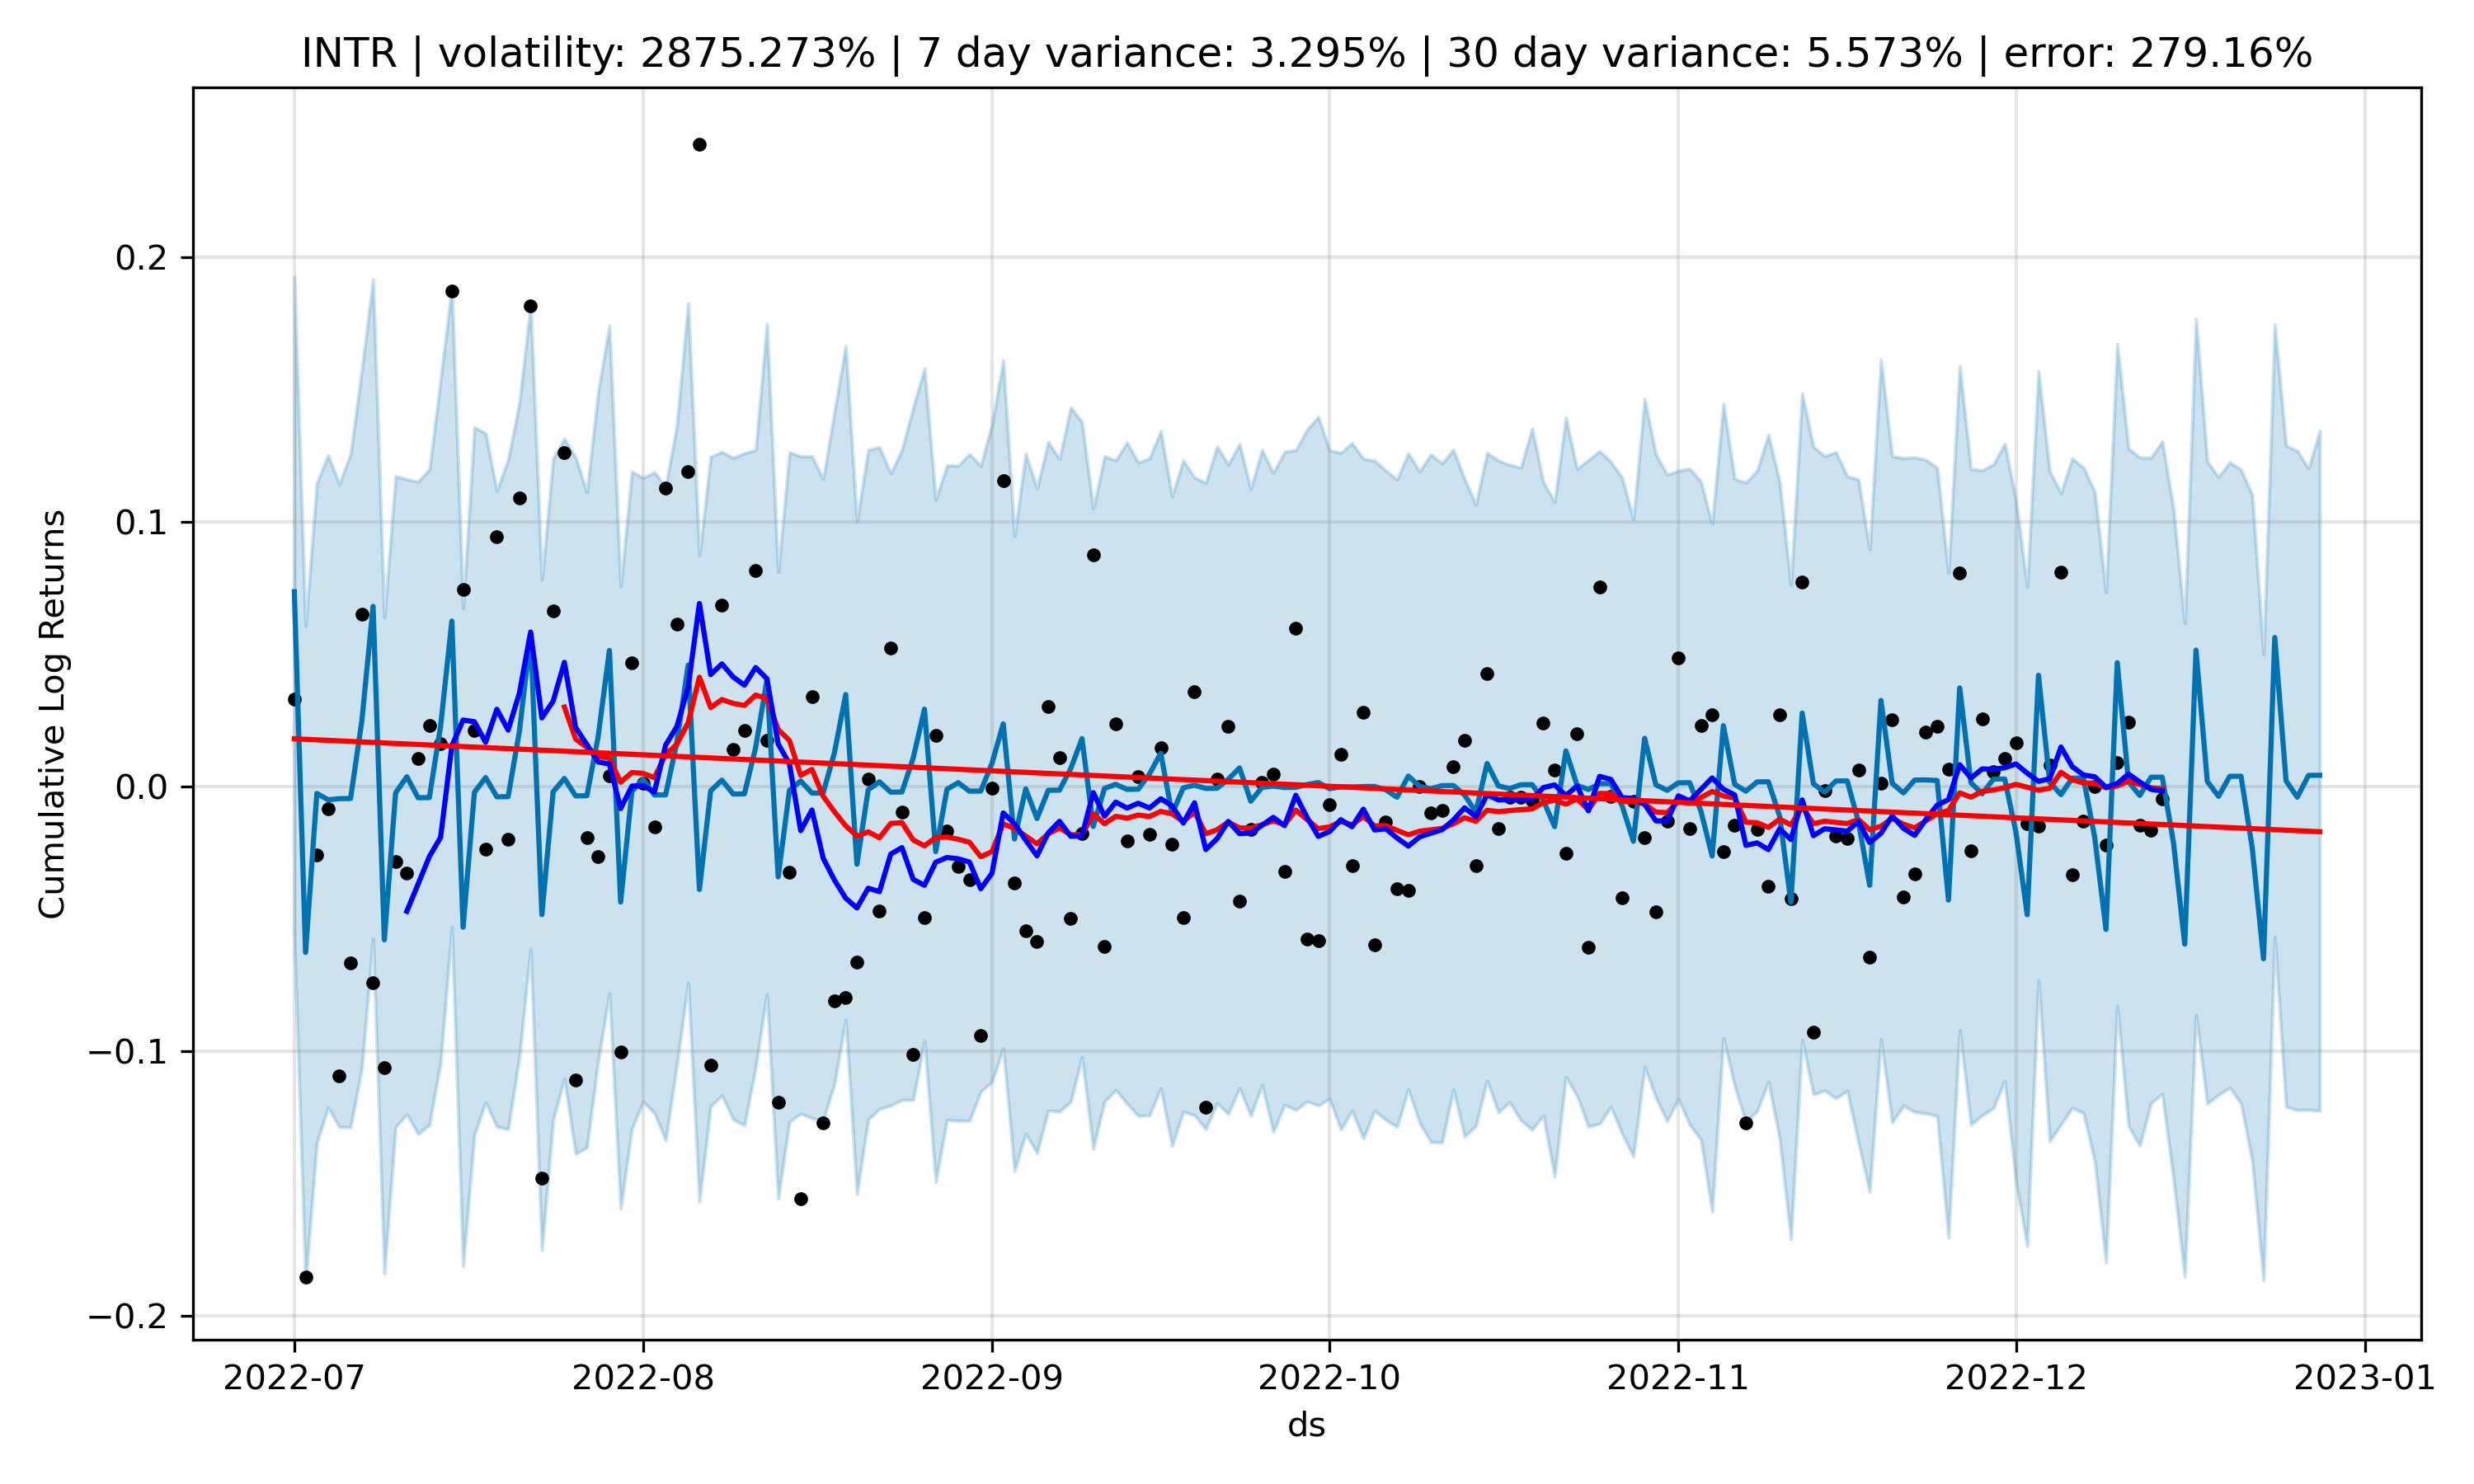 INTR | volatility: 2875.273% | 7 day variance: 3.295% | 30 day variance: 5.573% | error: 279.16%
Cumulative Log Returns
0.2
0.1
0.0
−0.1
−0.2
2022-07 2022-08 2022-09 2022-10 2022-11 2022-12 2023-01
ds